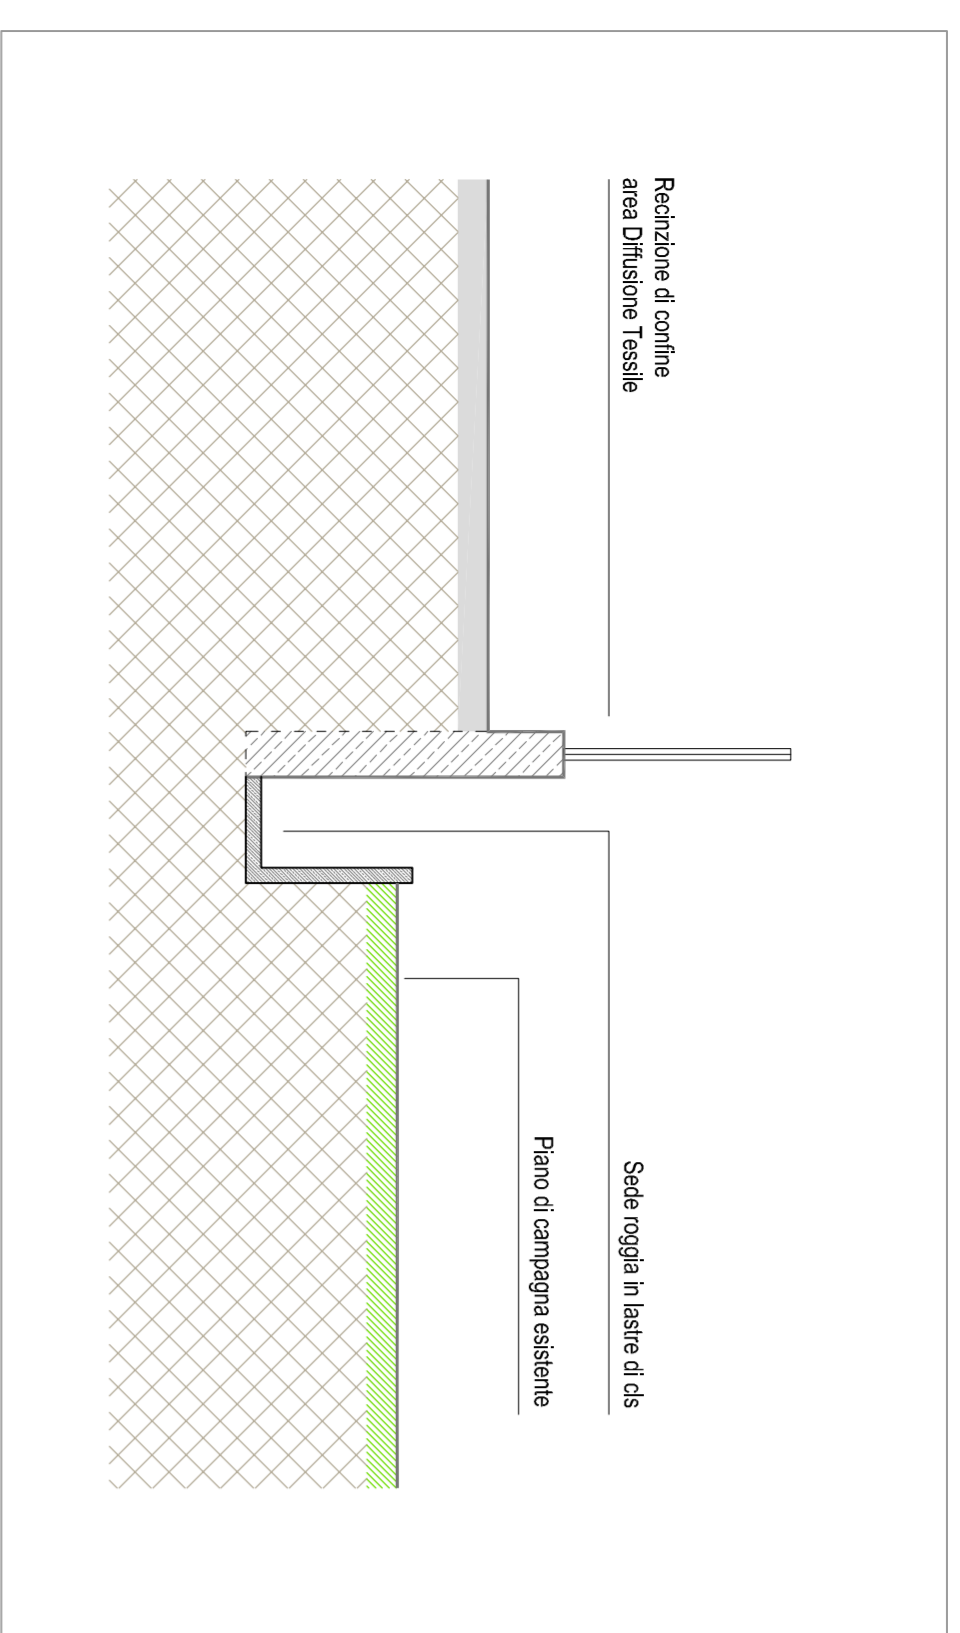 Recinzione di confine
area Diffusione Tessile
Sede roggia in lastre di cls
Piano di campagna esistente